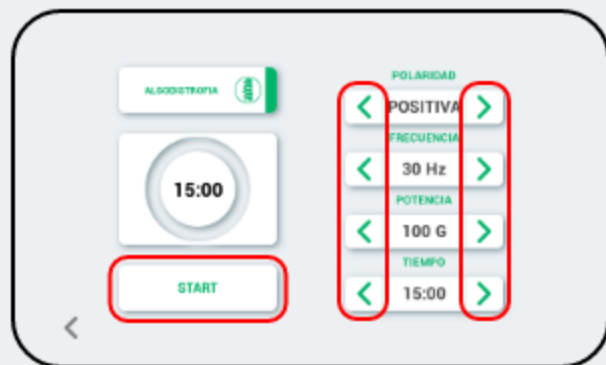 ALGODISTROFIA
15:00
START
POLARIDAD
POSITIVA
FRECUENCIA
30 Hz
POTENCIA
100 G
TIEMPO
15:00